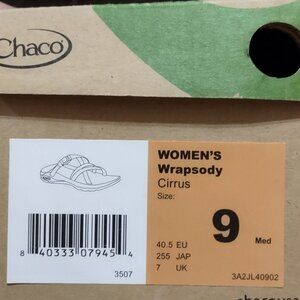 Chaco
WOMEN'S
Wrapsody
Cirrus
Size:
9 Med
40.5 EU
255 JAP
7 UK
8 40333 07945 4
3507
3A2JL40902